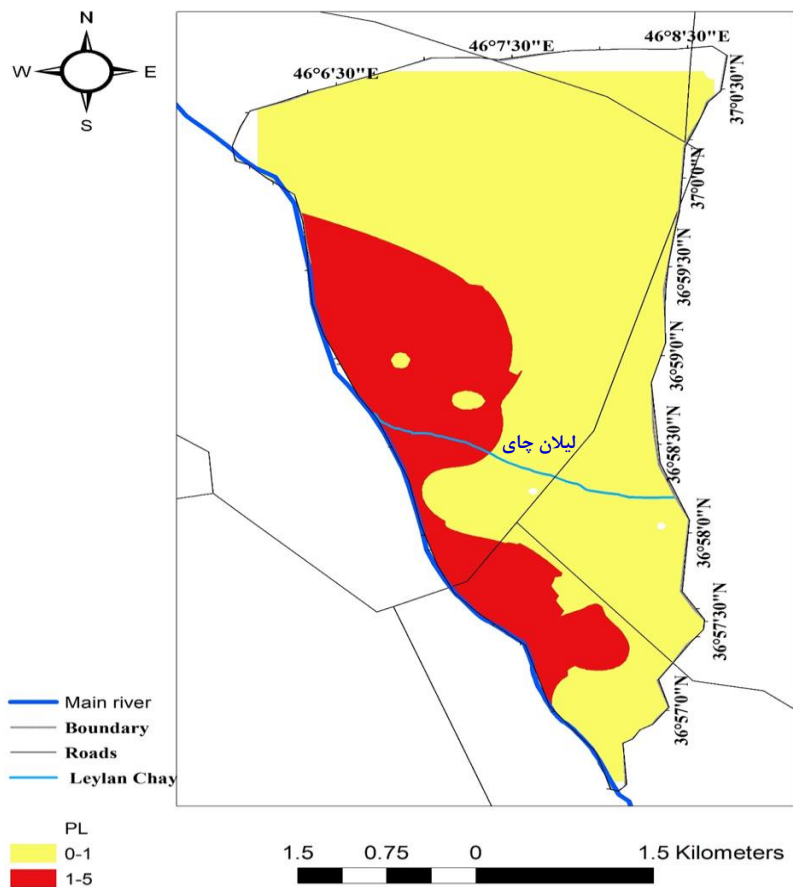 N
W E
S
46°6'30"E
46°7'30"E
46°8'30"E
37°0'30"N
37°0'0"N
36°59'30"N
36°59'0"N
36°58'30"N
36°58'0"N
36°57'30"N
36°57'0"N
لیلان چای
Main river
Boundary
Roads
Leylan Chay
PL
0-1
1-5
1.5 0.75 0 1.5 Kilometers